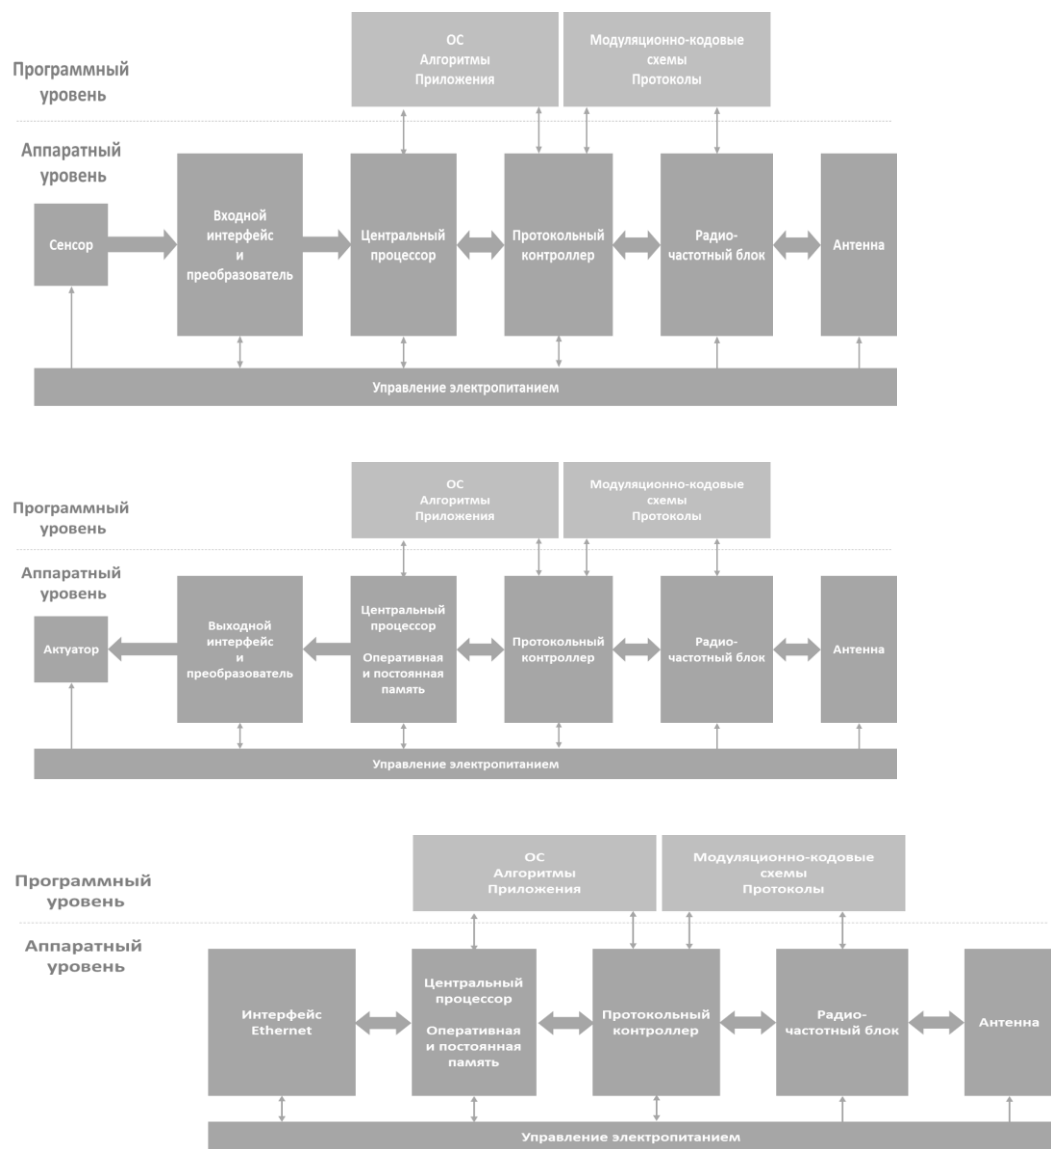 ОС
Алгоритмы
Приложения
Модуляционно-кодовые
схемы
Протоколы
Программный
уровень
Аппаратный
уровень
Сенсор
Входной
интерфейс
и
преобразователь
Центральный
процессор
Протокольный
контроллер
Радио-
частотный блок
Антенна
Управление электропитанием
ОС
Алгоритмы
Приложения
Модуляционно-кодовые
схемы
Протоколы
Программный
уровень
Аппаратный
уровень
Актуатор
Выходной
интерфейс
и
преобразователь
Центральный
процессор
Оперативная
и постоянная
память
Протокольный
контроллер
Радио-
частотный блок
Антенна
Управление электропитанием
ОС
Алгоритмы
Приложения
Модуляционно-кодовые
схемы
Протоколы
Программный
уровень
Аппаратный
уровень
Интерфейс
Ethernet
Центральный
процессор
Оперативная
и постоянная
память
Протокольный
контроллер
Радио-
частотный блок
Антенна
Управление электропитанием